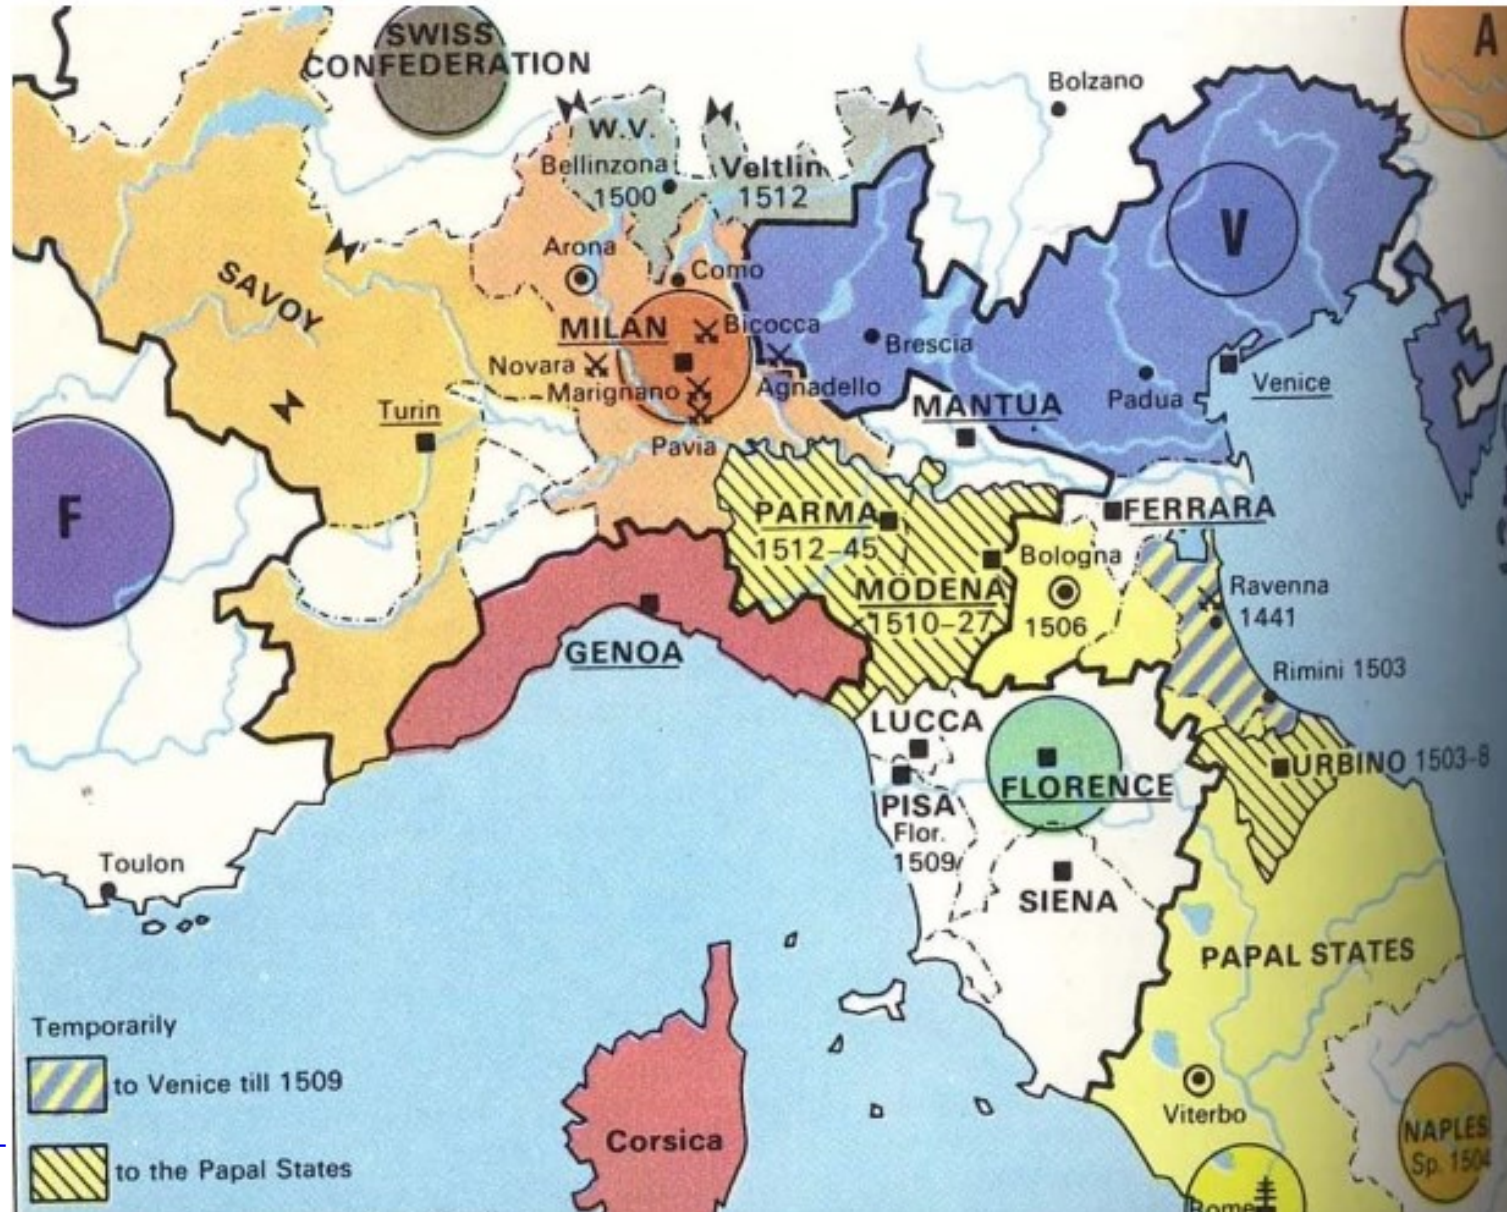 SWISS
CONFEDERATION
A
Bolzano
W.V.
Bellinzona
1500
Veltlin
1512
V
Arona
Como
SAVOY
MILAN
Bicocca
Novara
Brescia
Marignano
Agnadello
Padua
Venice
Turin
MANTUA
Pavia
F
PARMA
1512-45
FERRARA
Bologna
MODENA
1510-27
1506
Ravenna
1441
GENOA
Rimini 1503
LUCCA
FLORENCE
URBINO 1503-8
PISA
Flor.
1509
Toulon
SIENA
PAPAL STATES
Temporarily
to Venice till 1509
Viterbo
Corsica
NAPLES
Sp. 1504
to the Papal States
Rome